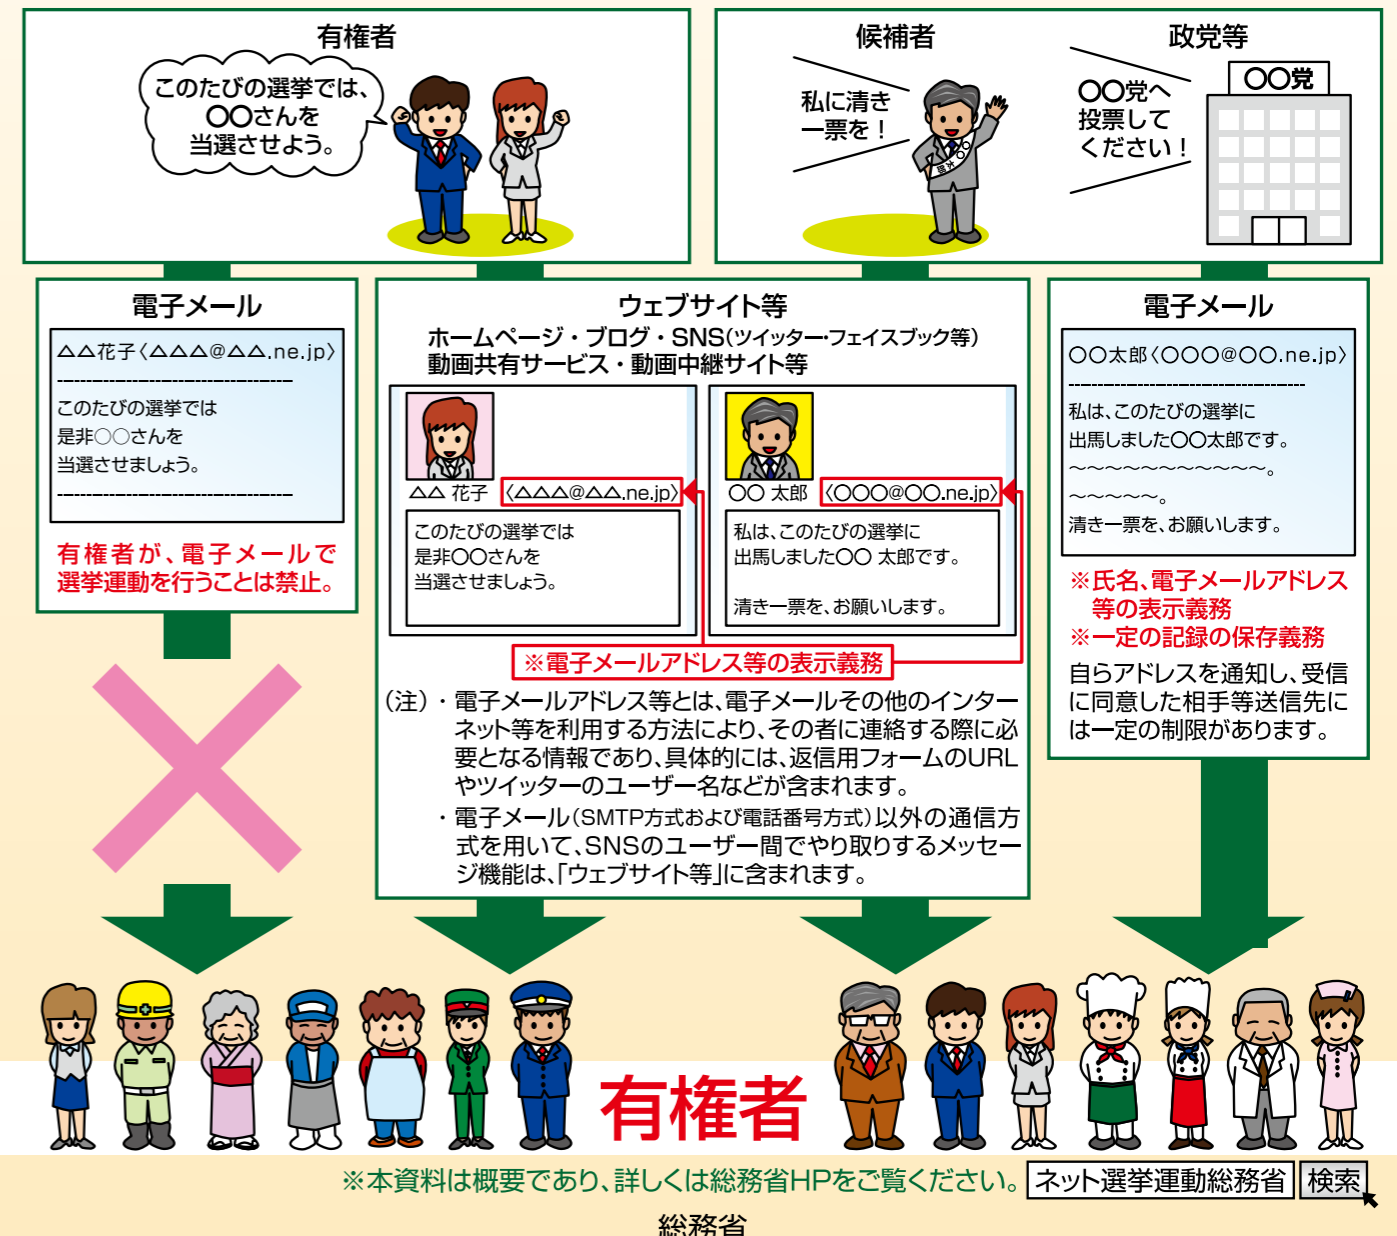 有権者
このたびの選挙では、
〇〇さんを
当選させよう。
候補者
私に清き
一票を！
〇〇太郎
政党等
〇〇党へ
投票して
ください！
〇〇党
電子メール
△△花子〈△△△@△△.ne.jp〉
このたびの選挙では
是非○○さんを
当選させましょう。
有権者が、電子メールで
選挙運動を行うことは禁止。
ウェブサイト等
ホームページ・ブログ・SNS(ツイッター・フェイスブック等)
動画共有サービス・動画中継サイト等
△△ 花子 〈△△△@△△.ne.jp〉
このたびの選挙では
是非〇〇さんを
当選させましょう。
〇〇 太郎 〈〇〇〇@〇〇.ne.jp〉
私は、このたびの選挙に
出馬しました〇〇 太郎です。
清き一票を、お願いします。
※電子メールアドレス等の表示義務
(注)・電子メールアドレス等とは、電子メールその他のインター
ネット等を利用する方法により、その者に連絡する際に必
要となる情報であり、具体的には、返信用フォームのURL
やツイッターのユーザー名などが含まれます。
・電子メール(SMTP方式および電話番号方式)以外の通信方
式を用いて、SNSのユーザー間でやり取りするメッセー
ジ機能は、「ウェブサイト等」に含まれます。
電子メール
〇〇太郎〈〇〇〇@〇〇.ne.jp〉
私は、このたびの選挙に
出馬しました〇〇太郎です。
～～～～～～～～～～～。
～～～～～。
清き一票を、お願いします。
※氏名、電子メールアドレス
等の表示義務
※一定の記録の保存義務
自らアドレスを通知し、受信
に同意した相手等送信先に
は一定の制限があります。
有権者
※本資料は概要であり、詳しくは総務省HPをご覧ください。 ネット選挙運動総務省 検索
総務省